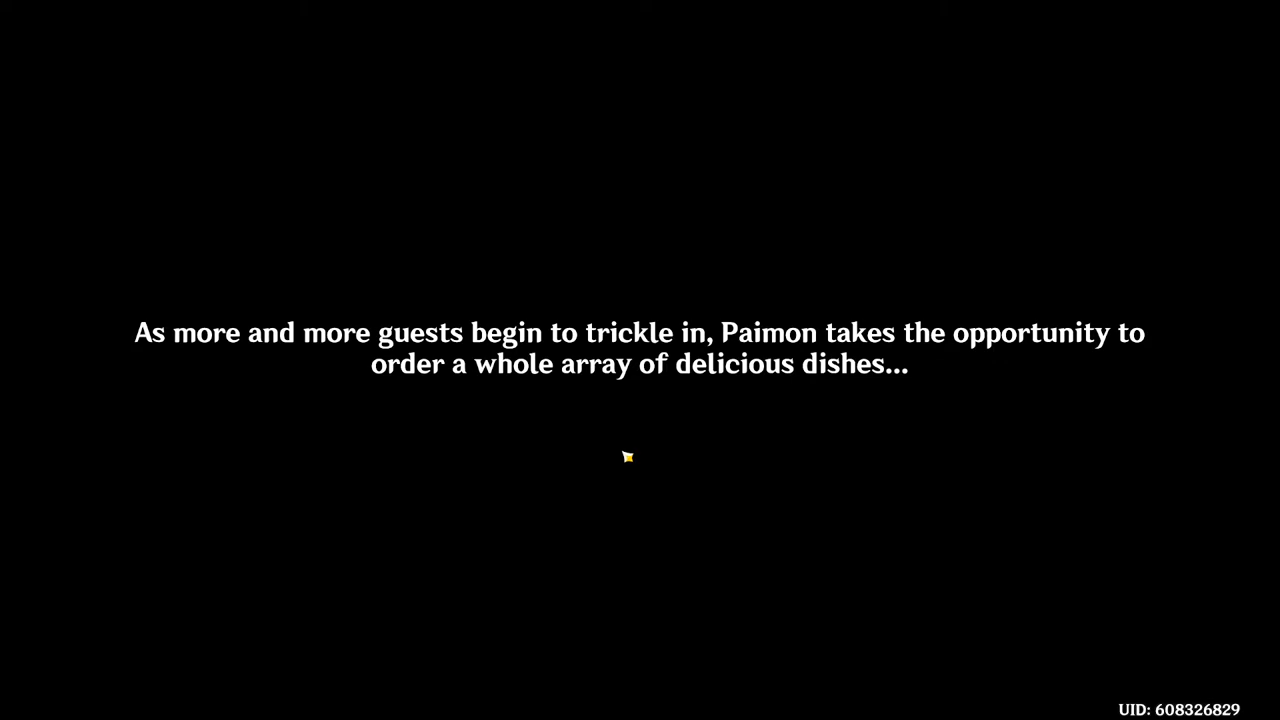 As more and more guests begin to trickle in, Paimon takes the opportunity to
order a whole array of delicious dishes...
UID: 608326829